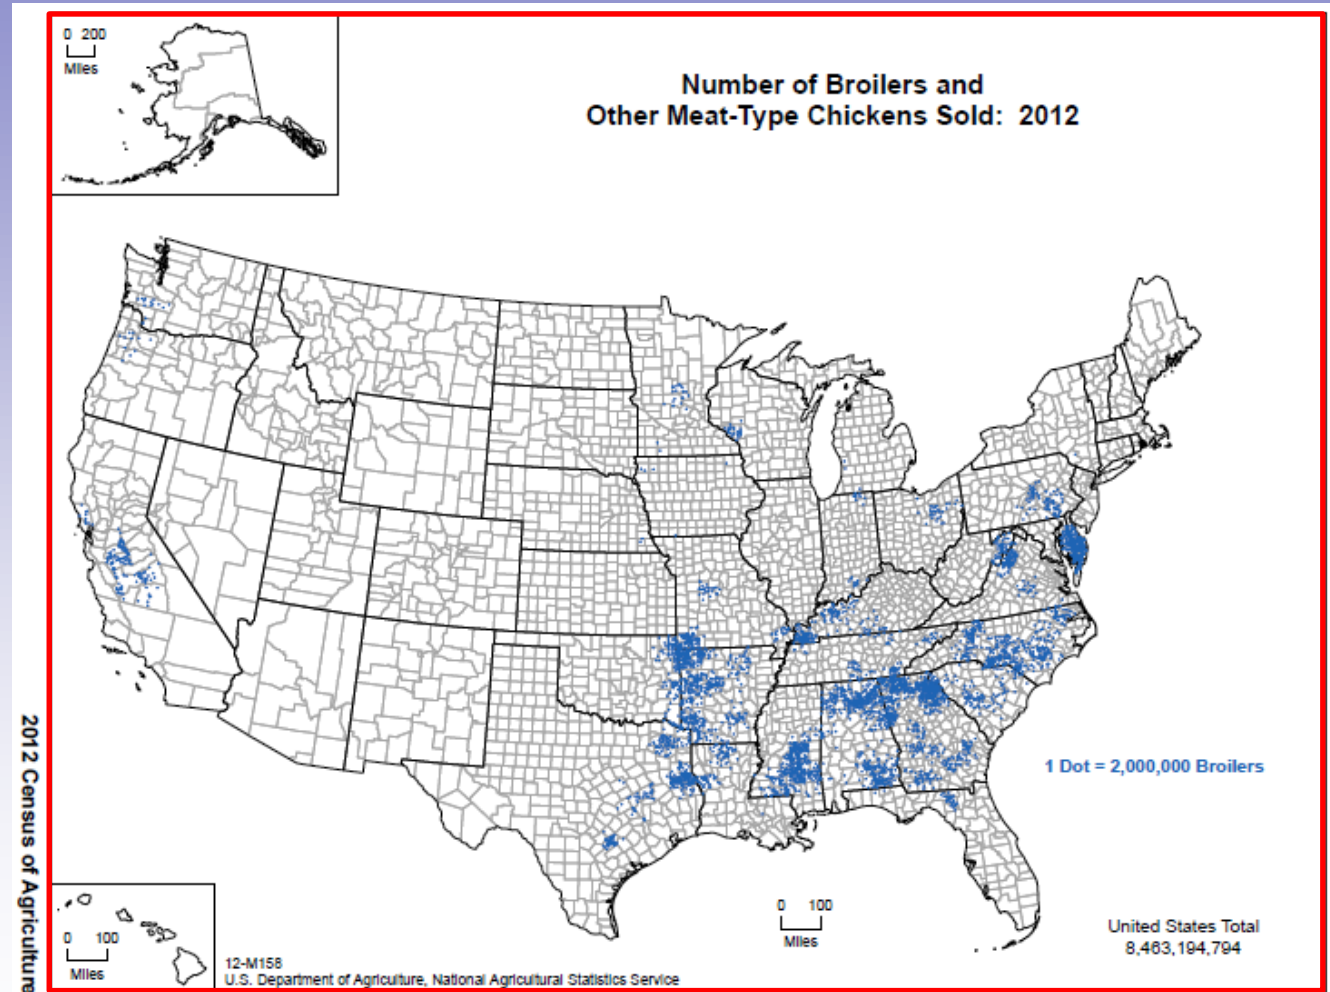 0 200
Miles
Number of Broilers and
Other Meat-Type Chickens Sold: 2012
1 Dot = 2,000,000 Broilers
0 100
Miles
United States Total
8,463,194,794
0 100
Miles
12-M158
U.S. Department of Agriculture, National Agricultural Statistics Service
2012 Census of Agriculture